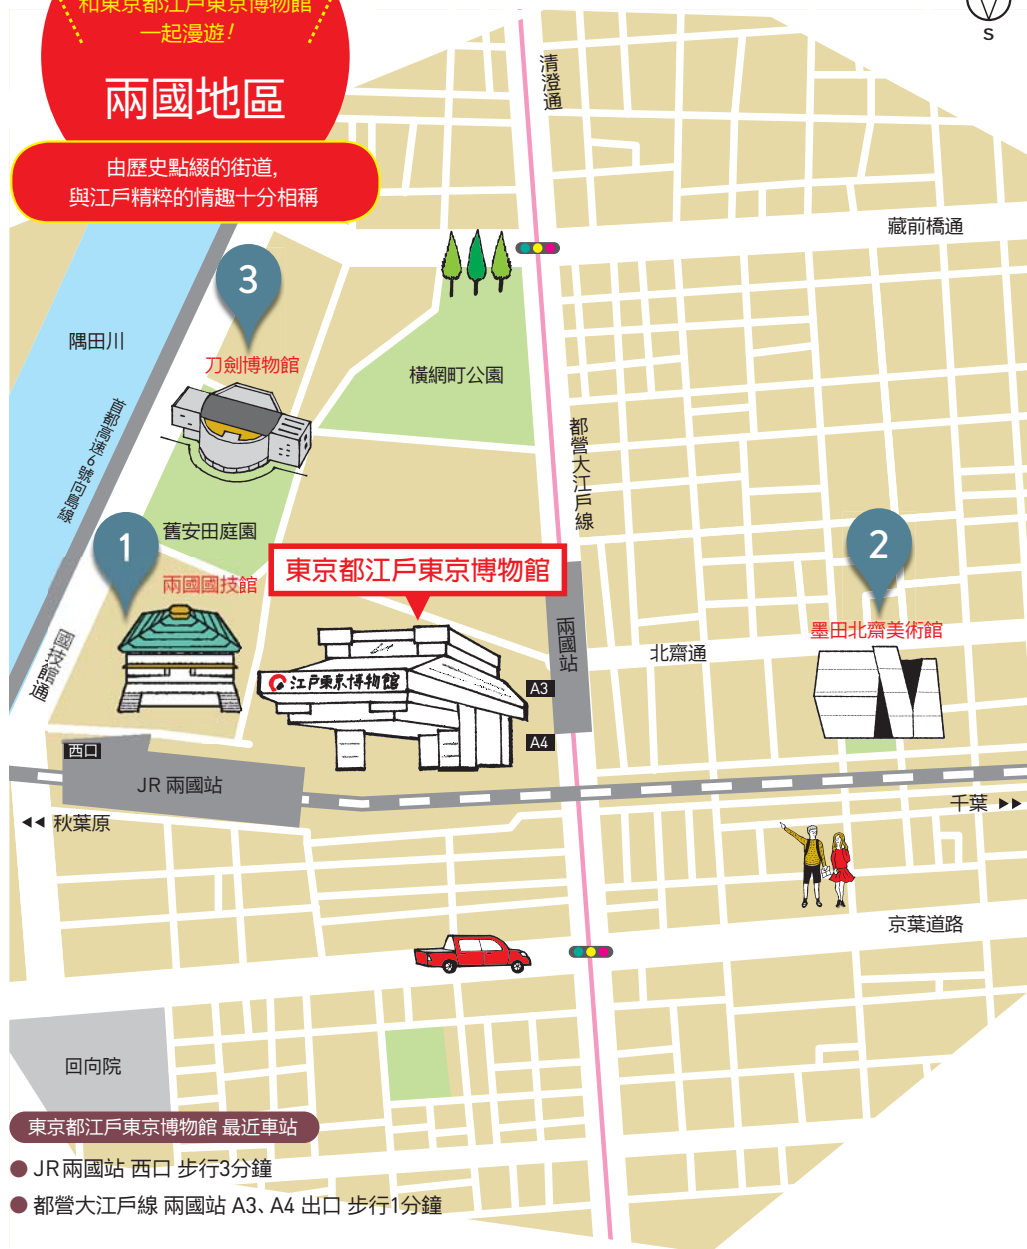 和東京都江戶東京博物館
一起漫遊!
兩國地區
由歷史點綴的街道,
與江戶精粹的情趣十分相稱
S
清澄通
藏前橋通
3
刀劍博物館
隅田川
橫網町公園
首都高速6號向島線
都營大江戶線
舊安田庭園
1
兩國國技館
東京都江戶東京博物館
2
墨田北齋美術館
兩國站
北齋通
國技館通
江戸東京博物館
A3
A4
西口
JR 兩國站
秋葉原
千葉
京葉道路
回向院
東京都江戶東京博物館 最近車站
● JR兩國站 西口 步行3分鐘
● 都營大江戶線 兩國站 A3、A4 出口 步行1分鐘